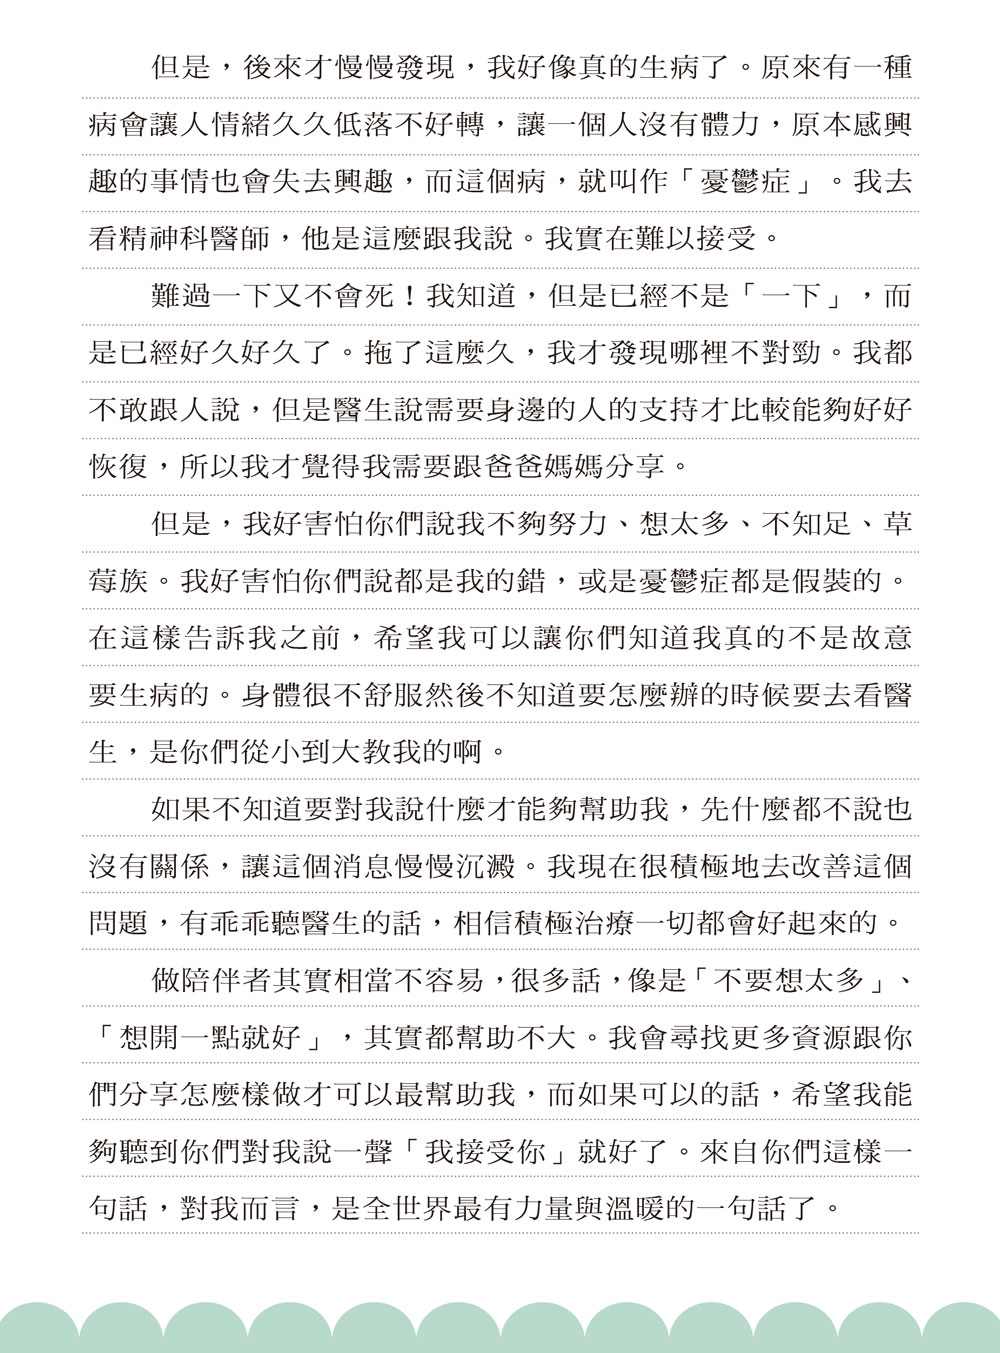 但是，後來才慢慢發現，我好像真的生病了。原來有一種
病會讓人情緒久久低落不好轉，讓一個人沒有體力，原本感興
趣的事情也會失去興趣，而這個病，就叫作「憂鬱症」。我去
看精神科醫師，他是這麼跟我說。我實在難以接受。
難過一下又不會死！我知道，但是已經不是「一下」，而
是已經好久好久了。拖了這麼久，我才發現哪裡不對勁。我都
不敢跟人說，但是醫生說需要身邊的人的支持才比較能夠好好
恢復，所以我才覺得我需要跟爸爸媽媽分享。
但是，我好害怕你們說我不夠努力、想太多、不知足、草
莓族。我好害怕你們說都是我的錯，或是憂鬱症都是假裝的。
在這樣告訴我之前，希望我可以讓你們知道我真的不是故意
要生病的。身體很不舒服然後不知道要怎麼辦的時候要去看醫
生，是你們從小到大教我的啊。
如果不知道要對我說什麼才能夠幫助我，先什麼都不說也
沒有關係，讓這個消息慢慢沉澱。我現在很積極地去改善這個
問題，有乖乖聽醫生的話，相信積極治療一切都會好起來的。
做陪伴者其實相當不容易，很多話，像是「不要想太多」、
「想開一點就好」，其實都幫助不大。我會尋找更多資源跟你
們分享怎麼樣做才可以最幫助我，而如果可以的話，希望我能
夠聽到你們對我說一聲「我接受你」就好了。來自你們這樣一
句話，對我而言，是全世界最有力量與溫暖的一句話了。